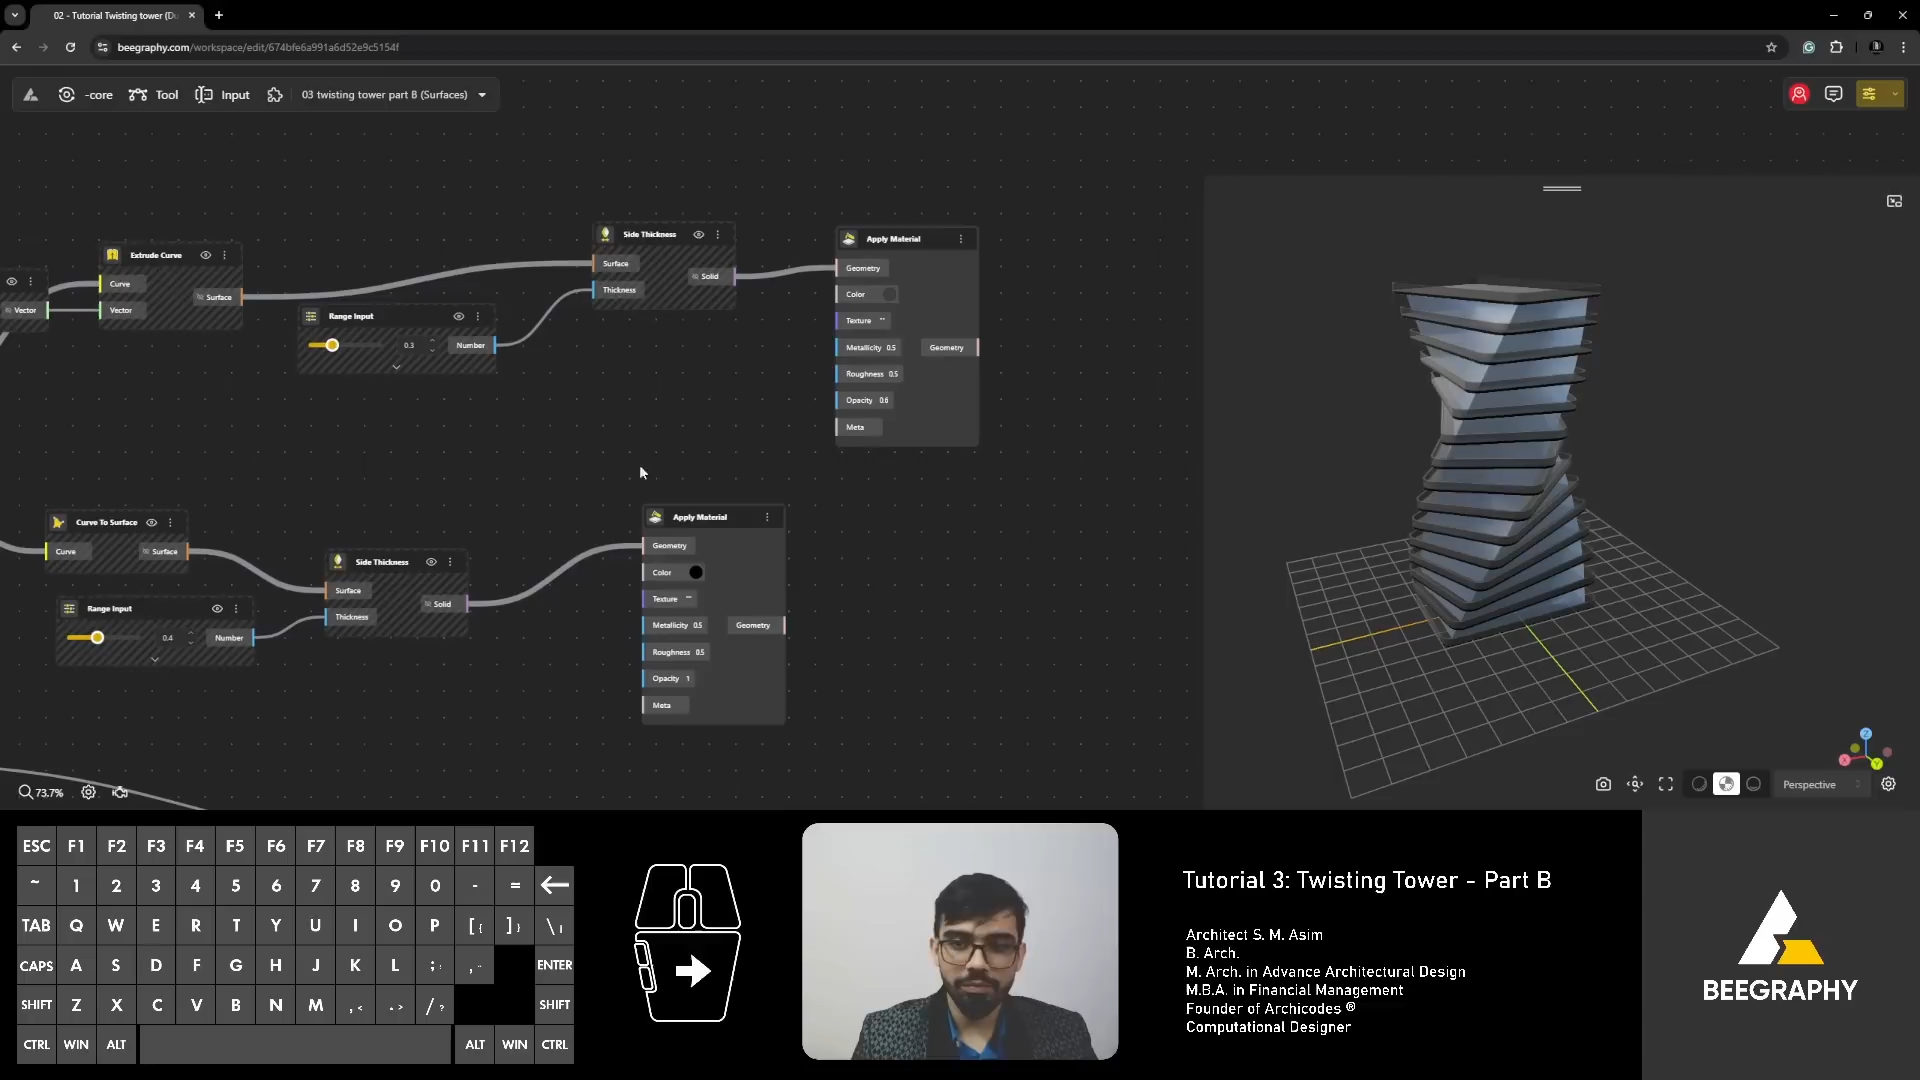 02 - Tutorial Twisting tower (Du
beegraphy.com/workspace/edit/674bfe6a991a6d52e9c5154f
-core Tool Input 03 twisting tower part B (Surfaces)
Side Thickness
Surface
Solid
Thickness
Apply Material
Geometry
Color
Texture
Metallicity 0.5
Geometry
Roughness 0.5
Opacity 0.6
Meta
Extrude Curve
Curve
Surface
Vector
Vector
Range Input
0.3
Number
Curve To Surface
Curve
Surface
Range Input
0.4
Number
Side Thickness
Surface
Solid
Thickness
Apply Material
Geometry
Color
Texture
Metallicity 0.5
Geometry
Roughness 0.5
Opacity 1
Meta
Z
X
Y
73.7%
Perspective
ESC F1 F2 F3 F4 F5 F6 F7 F8 F9 F10 F11 F12
~ 1 2 3 4 5 6 7 8 9 0 - =
TAB Q W E R T Y U I O P [{ ]} \|
CAPS A S D F G H J K L ;: ENTER
SHIFT Z X C V B N M ,< .> /? SHIFT
CTRL WIN ALT ALT WIN CTRL
Tutorial 3: Twisting Tower - Part B
Architect S. M. Asim
B. Arch.
M. Arch. in Advance Architectural Design
M.B.A. in Financial Management
Founder of Archicodes ®
Computational Designer
BEEGRAPHY